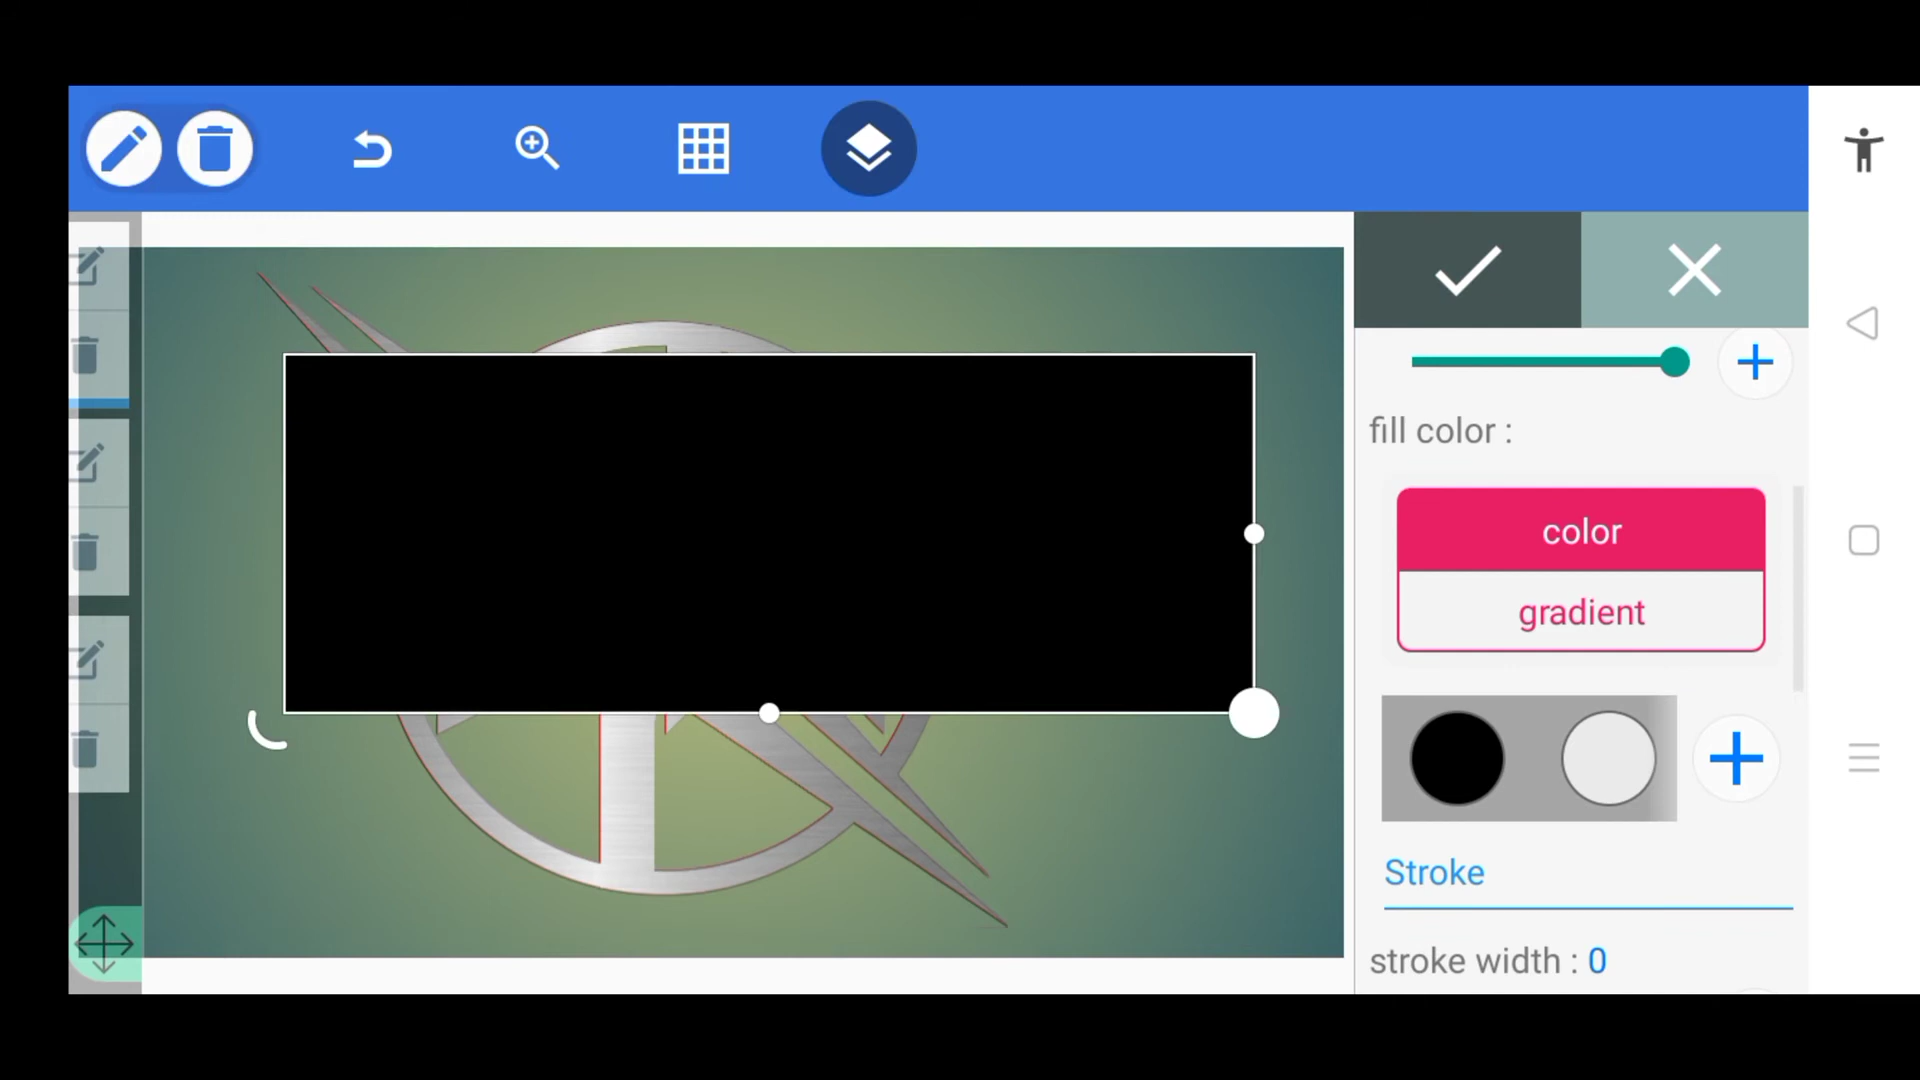 fill color :
color
gradient
Stroke
stroke width : 0